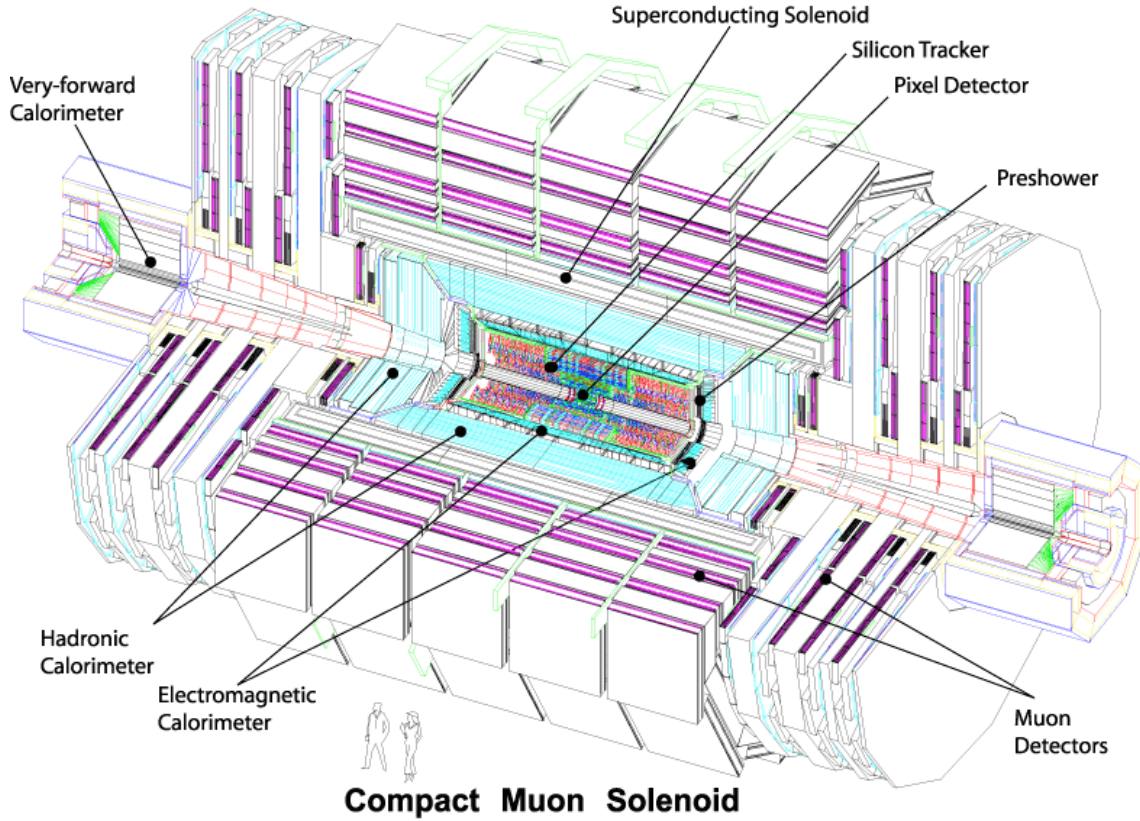 Superconducting Solenoid
Silicon Tracker
Pixel Detector
Very-forward
Calorimeter
Preshower
Hadronic
Calorimeter
Electromagnetic
Calorimeter
Muon
Detectors
Compact Muon Solenoid